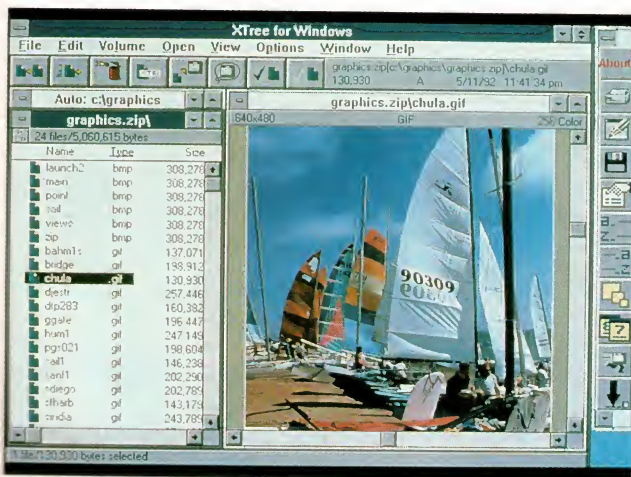 XTree for Windows
File Edit Volume Open View Options Window Help
graphics.zip[c:\graphics\graphics.zip]\chula.gif
130,930 A 5/11/92 11:41:34 pm
About
Auto: c:\graphics
graphics.zip\
24 files/5,060,615 bytes
Name Type Size
launch2 bmp 308,278
main bmp 308,278
point bmp 308,278
sail bmp 308,278
views bmp 308,278
zip bmp 308,278
bahm1s gif 137,071
bridge gif 198,912
chula .gif 130,930
djestr gif 257,446
drp283 gif 160,382
ggate gif 196,447
hum1 gif 247,149
pgr021 gif 198,604
sail1 gif 146,238
sanf1 gif 202,290
sdiego gif 202,789
sfharb gif 143,179
gif 243,789
1 file/130,930 bytes selected
graphics.zip\chula.gif
640x480 GIF 256 Color
90309
90309
a..
z..
..a
..z